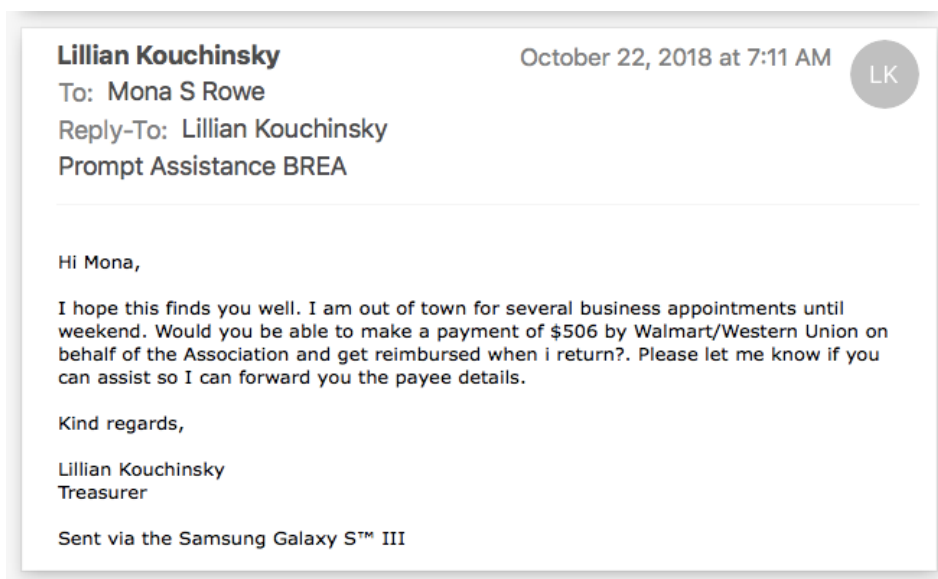 Lillian Kouchinsky
October 22, 2018 at 7:11 AM
LK
To: Mona S Rowe
Reply-To: Lillian Kouchinsky
Prompt Assistance BREA
Hi Mona,
I hope this finds you well. I am out of town for several business appointments until
weekend. Would you be able to make a payment of $506 by Walmart/Western Union on
behalf of the Association and get reimbursed when i return?. Please let me know if you
can assist so I can forward you the payee details.
Kind regards,
Lillian Kouchinsky
Treasurer
Sent via the Samsung Galaxy S™ III